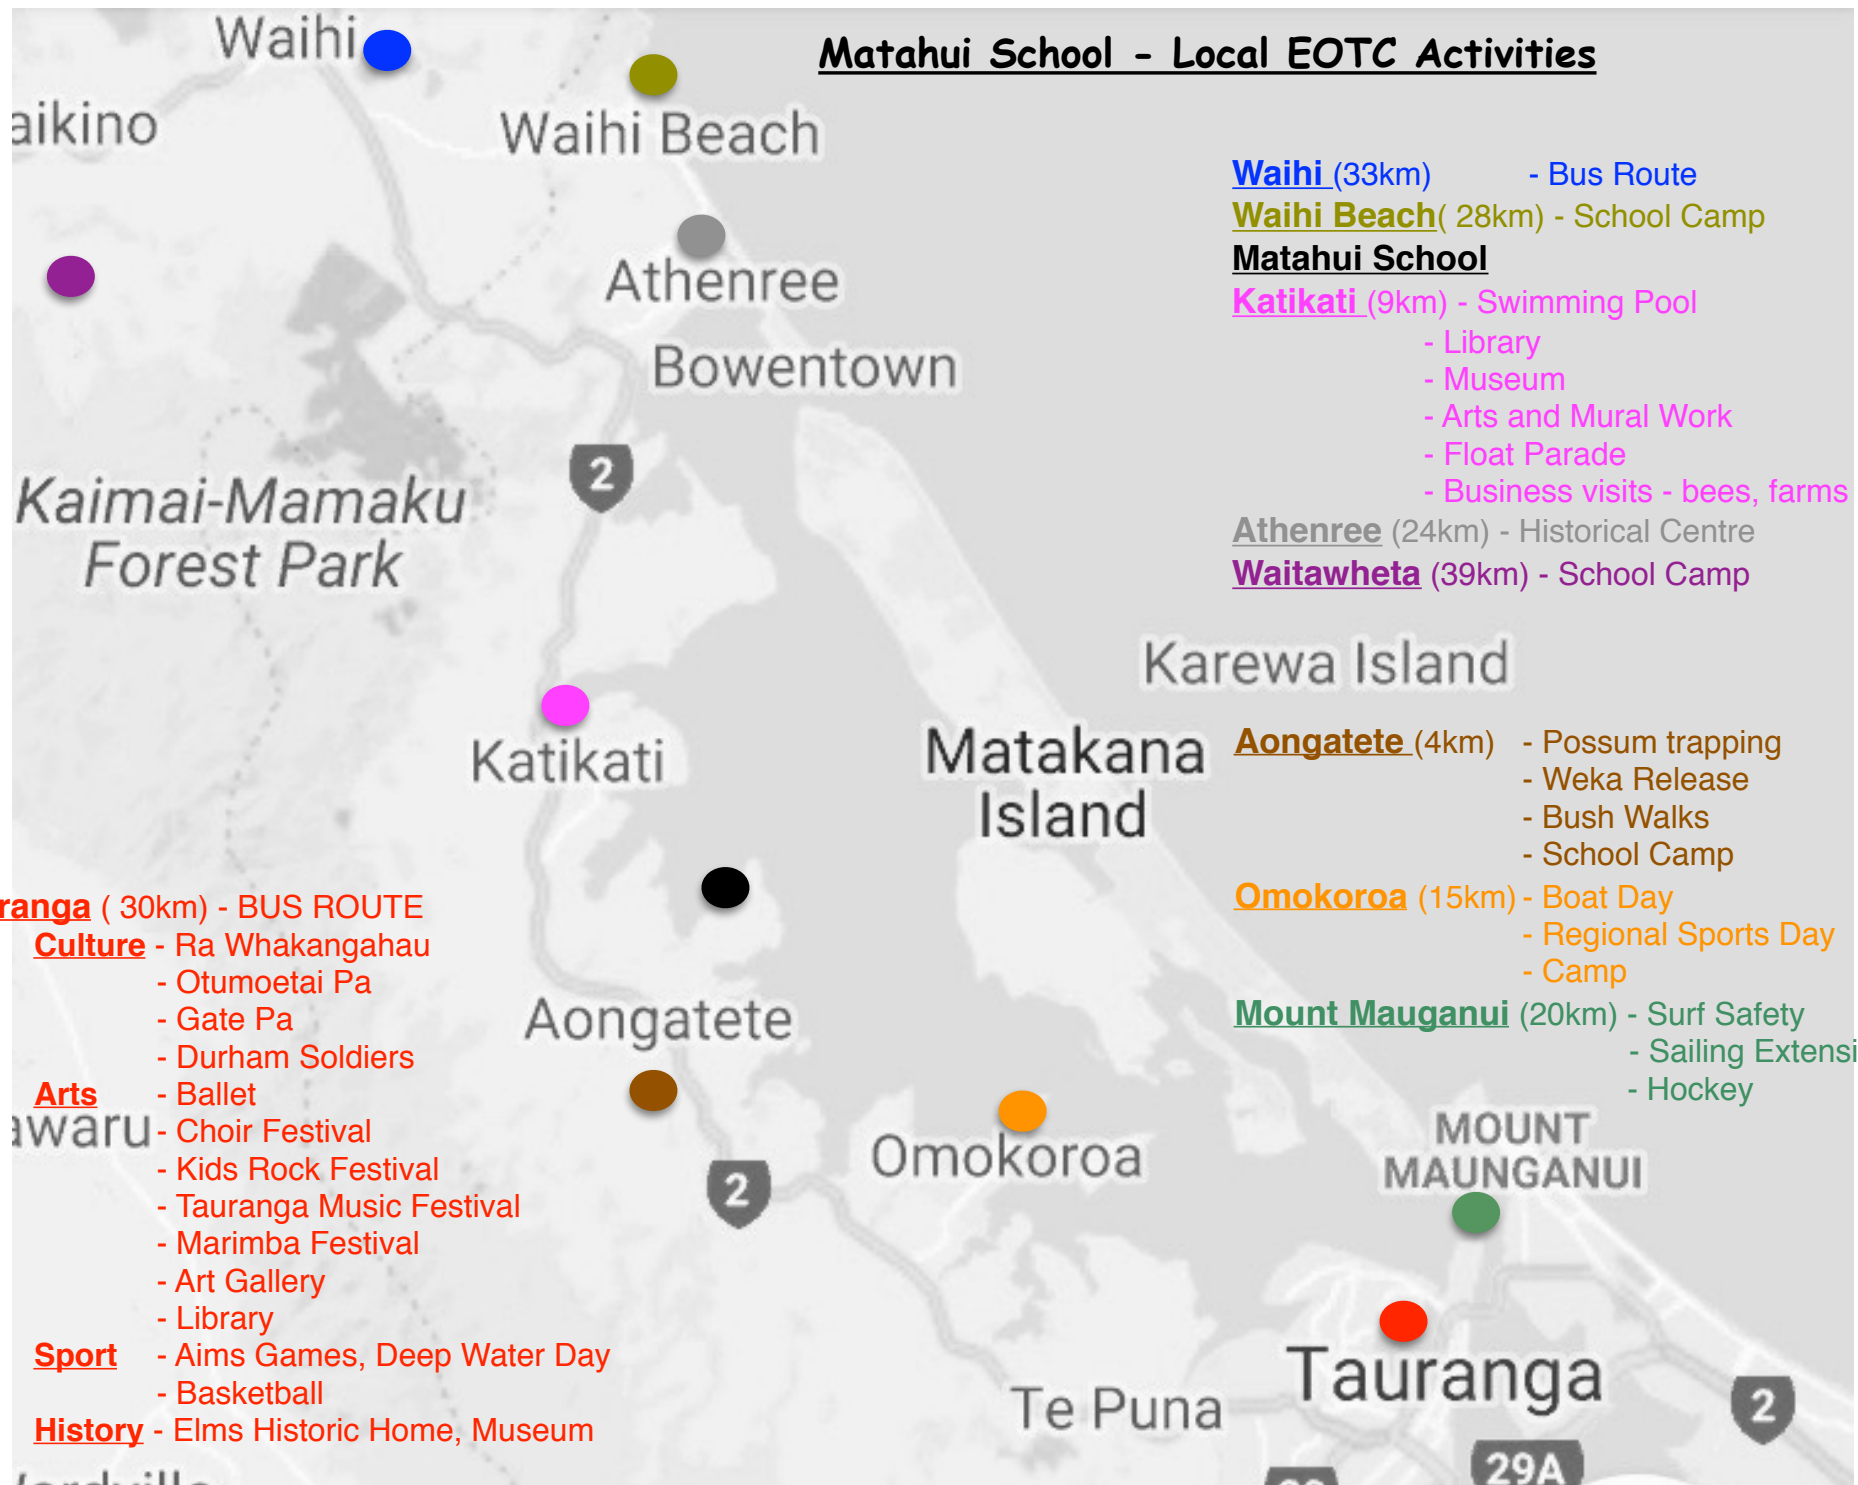 Matahui School - Local EOTC Activities
Waihi
aikino
Waihi Beach
Athenree
Bowentown
2
Kaimai-Mamaku
Forest Park
Katikati
Karewa Island
Matakana
Island
Aongatete
Omokoroa
2
MOUNT
MAUNGANUI
Tauranga
Te Puna
2
29A
awaru
Waihi (33km) - Bus Route
Waihi Beach( 28km) - School Camp
Matahui School
Katikati (9km) - Swimming Pool
- Library
- Museum
- Arts and Mural Work
- Float Parade
- Business visits - bees, farms
Athenree (24km) - Historical Centre
Waitawheta (39km) - School Camp
Aongatete (4km) - Possum trapping
- Weka Release
- Bush Walks
- School Camp
Omokoroa (15km) - Boat Day
- Regional Sports Day
- Camp
Mount Mauganui (20km) - Surf Safety
- Sailing Extensi
- Hockey
ranga ( 30km) - BUS ROUTE
Culture - Ra Whakangahau
- Otumoetai Pa
- Gate Pa
- Durham Soldiers
Arts - Ballet
- Choir Festival
- Kids Rock Festival
- Tauranga Music Festival
- Marimba Festival
- Art Gallery
- Library
Sport - Aims Games, Deep Water Day
- Basketball
History - Elms Historic Home, Museum